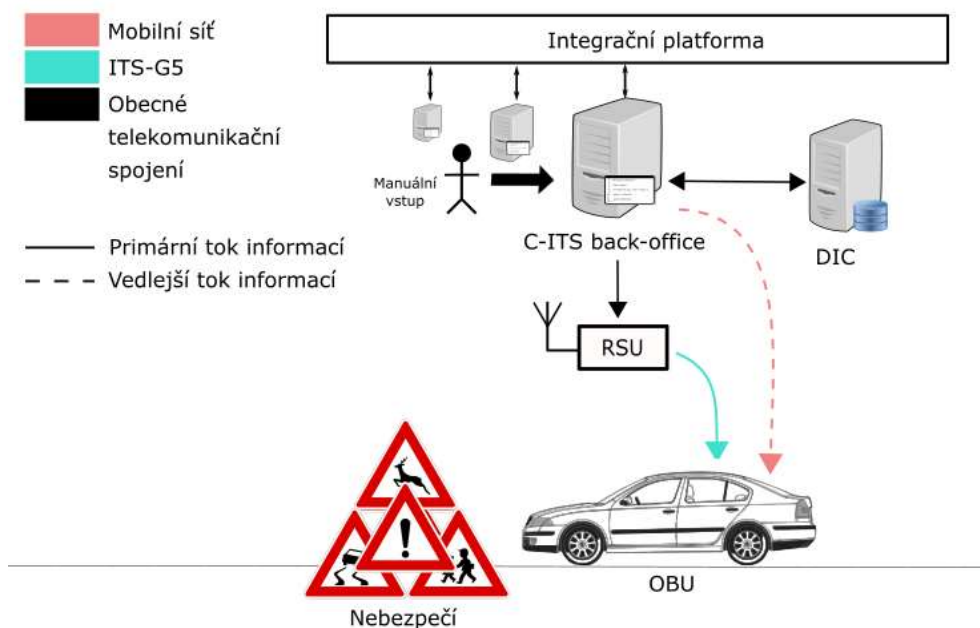 Mobilní síť
ITS-G5
Obecné
telekomunikační
spojení
Primární tok informací
Vedlejší tok informací
Integrační platforma
Manuální
vstup
C-ITS back-office
DIC
RSU
OBU
Nebezpečí